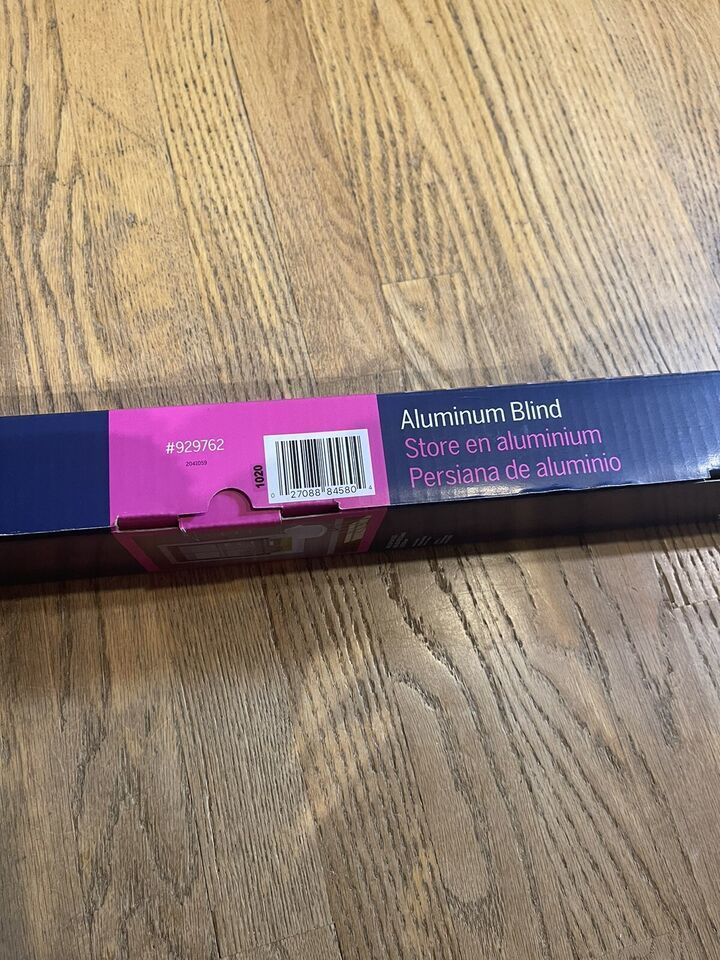 #929762
2041059
1020
0 27088 84580 4
Aluminum Blind
Store en aluminium
Persiana de aluminio